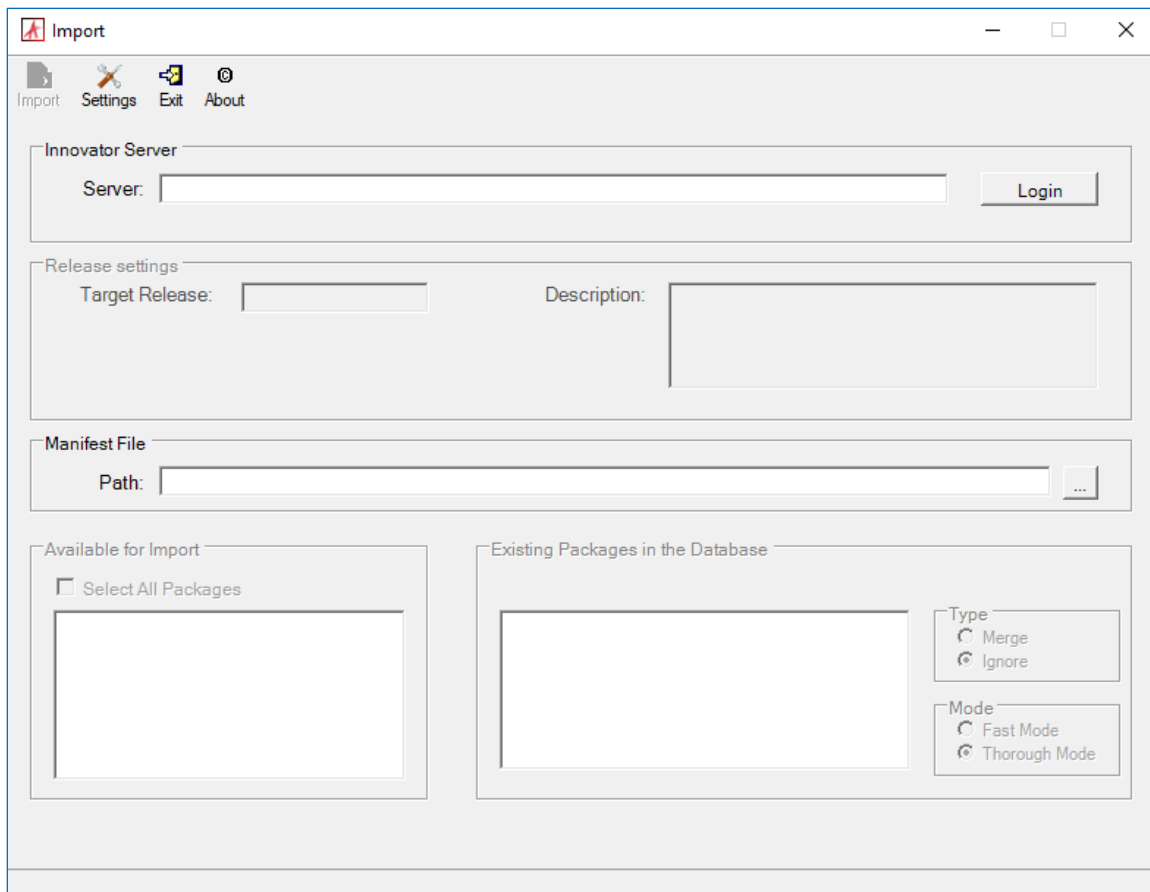 Import
Import Settings Exit About
Innovator Server
Server: Login
Release settings
Target Release: Description:
Manifest File
Path: ...
Available for Import Existing Packages in the Database
Select All Packages
Type
Merge
Ignore
Mode
Fast Mode
Thorough Mode